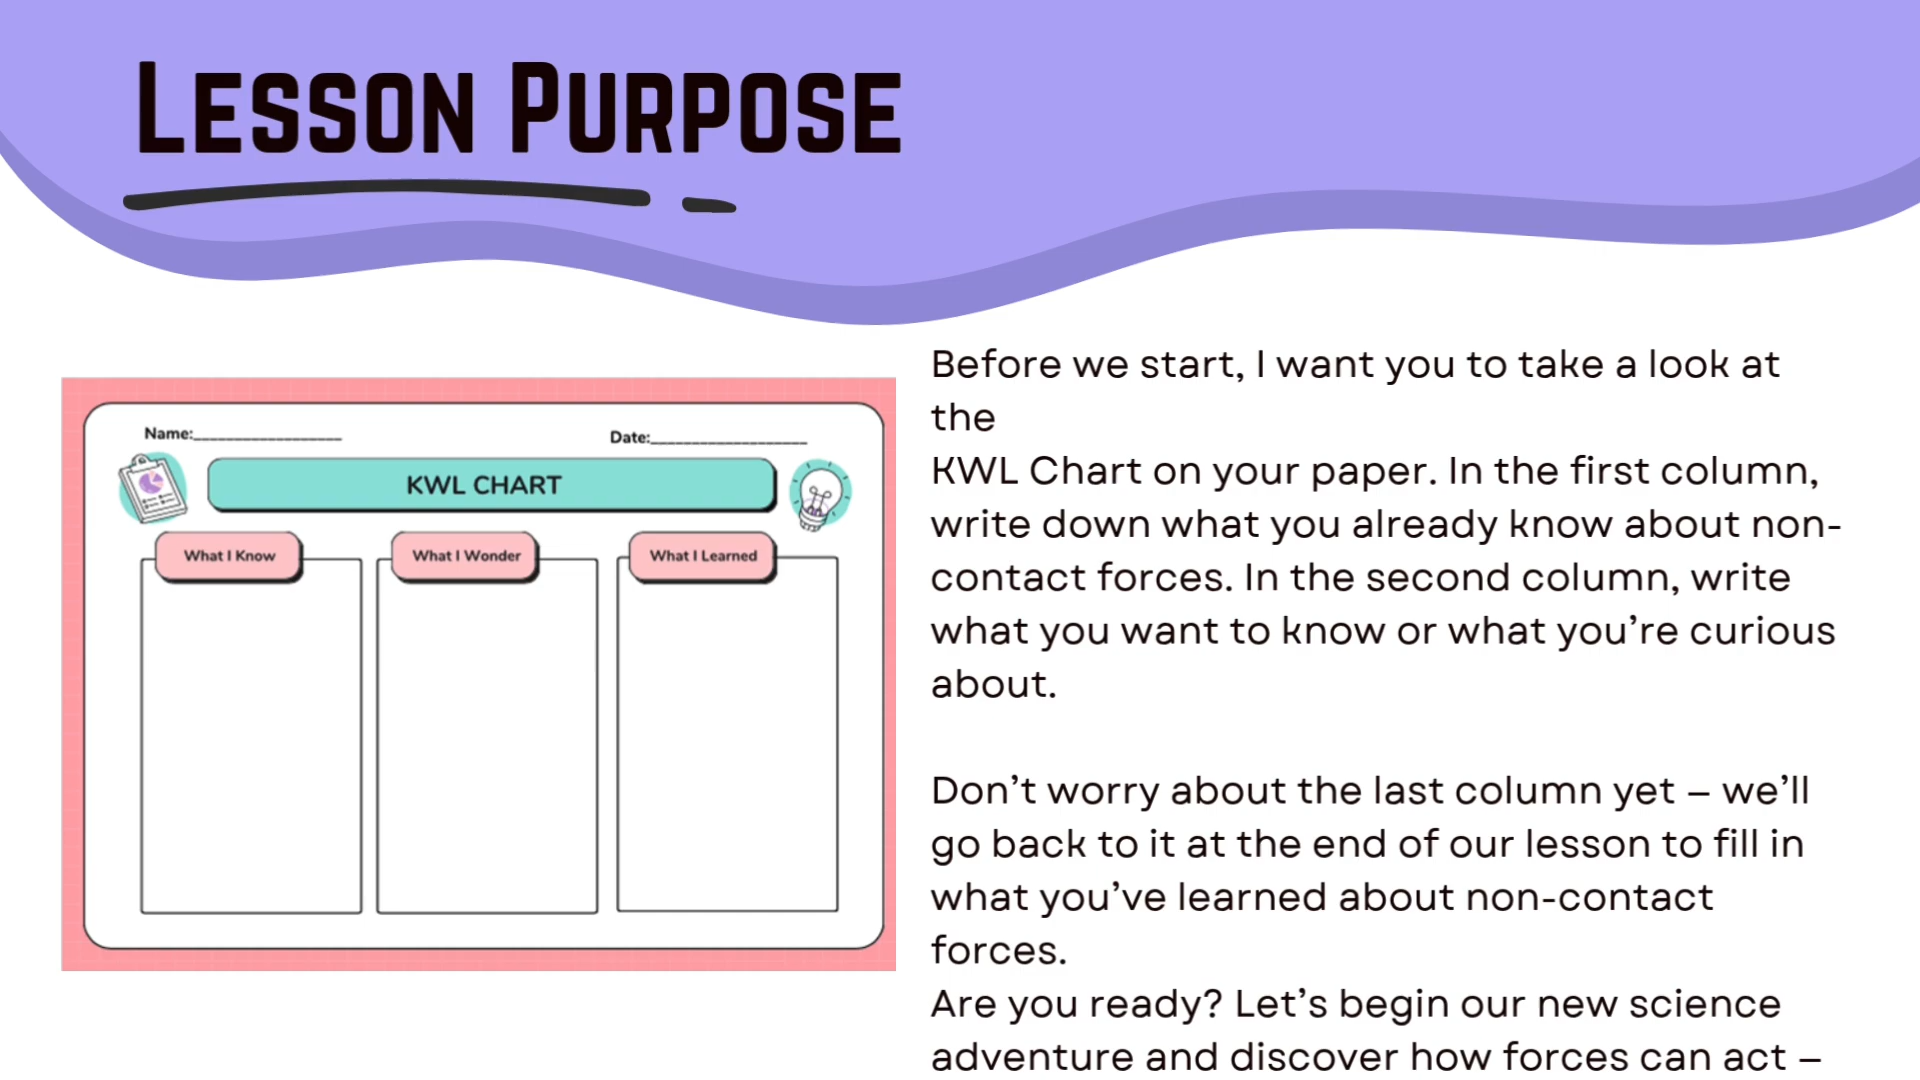 Lesson Purpose
Name:__________________
Date:___________________
KWL CHART
What I Know
What I Wonder
What I Learned
Before we start, I want you to take a look at
the
KWL Chart on your paper. In the first column,
write down what you already know about non-
contact forces. In the second column, write
what you want to know or what you’re curious
about.
Don’t worry about the last column yet – we’ll
go back to it at the end of our lesson to fill in
what you’ve learned about non-contact
forces.
Are you ready? Let’s begin our new science
adventure and discover how forces can act –